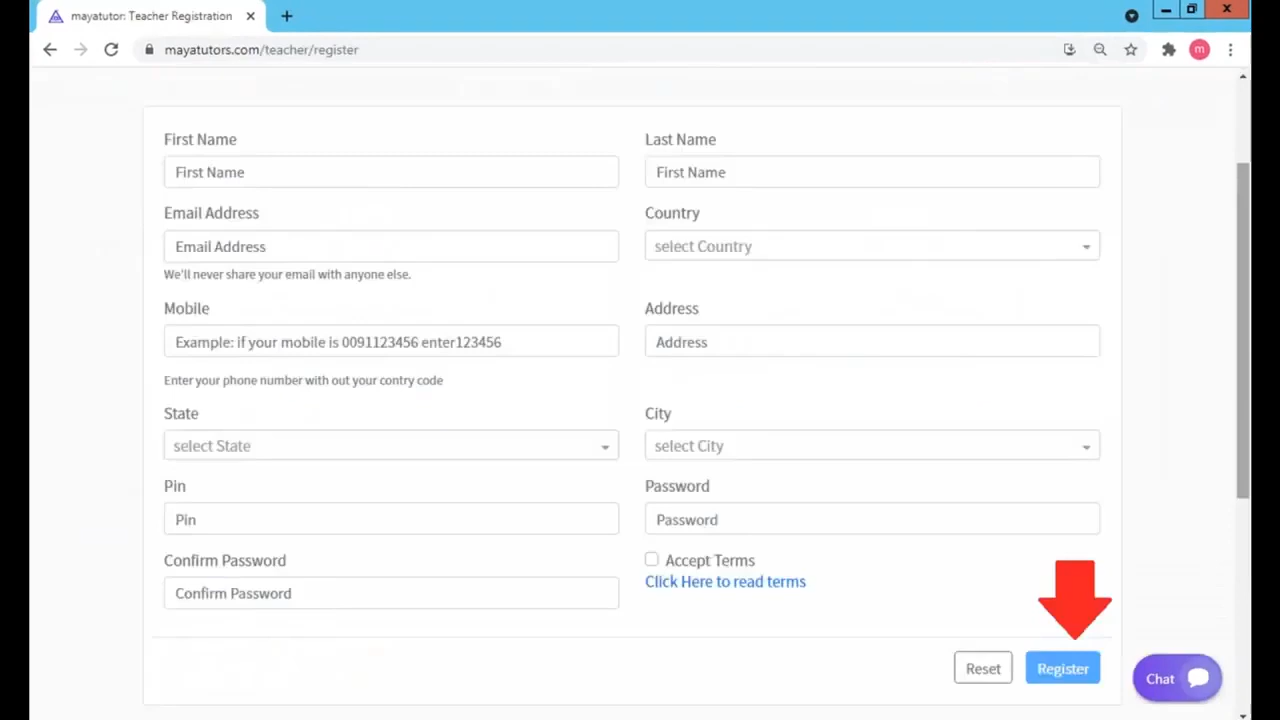 mayatutor: Teacher Registration
mayatutors.com/teacher/register
m
First Name
Last Name
First Name
First Name
Email Address
Country
Email Address
select Country
We'll never share your email with anyone else.
Mobile
Address
Example: if your mobile is 0091123456 enter123456
Address
Enter your phone number with out your contry code
State
City
select State
select City
Pin
Password
Pin
Password
Confirm Password
Accept Terms
Click Here to read terms
Confirm Password
Reset
Register
Chat